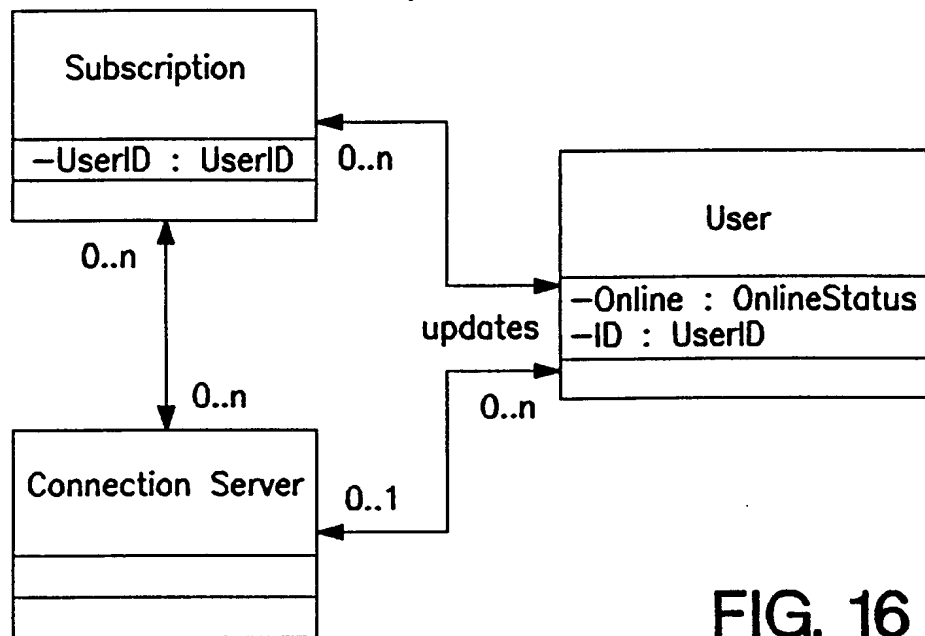 Subscription
–UserID : UserID
0..n
0..n
User
–Online : OnlineStatus
–ID : UserID
updates
0..n
0..n
Connection Server
0..1
FIG. 16